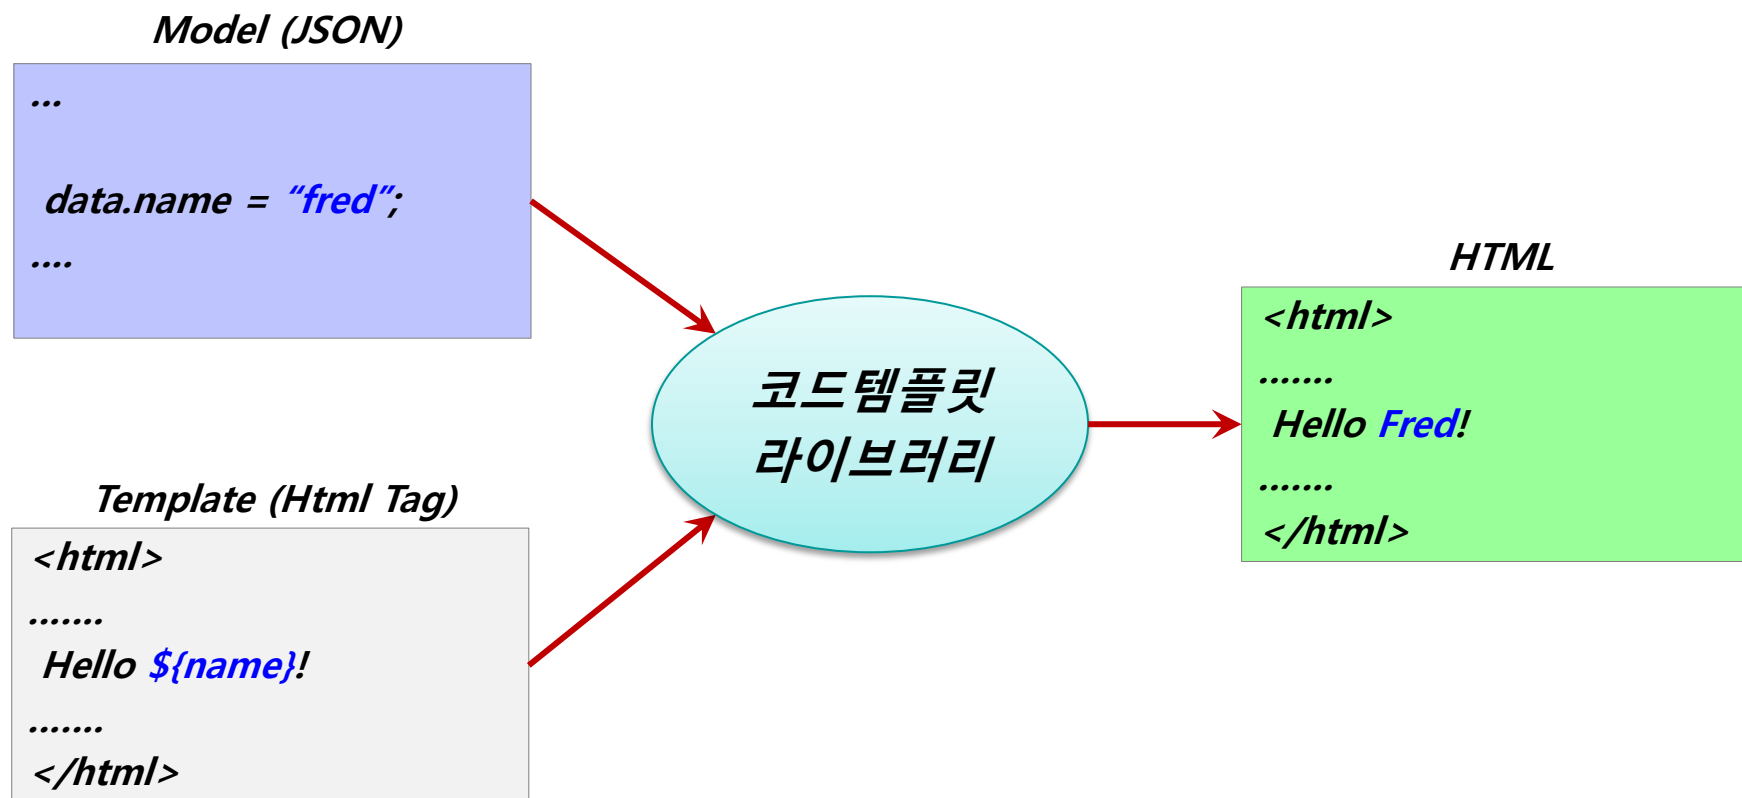 Model (JSON)
...
data.name = “fred”;
....
Template (Html Tag)
<html>
.......
Hello ${name}!
.......
</html>
코드템플릿
라이브러리
HTML
<html>
.......
Hello Fred!
.......
</html>